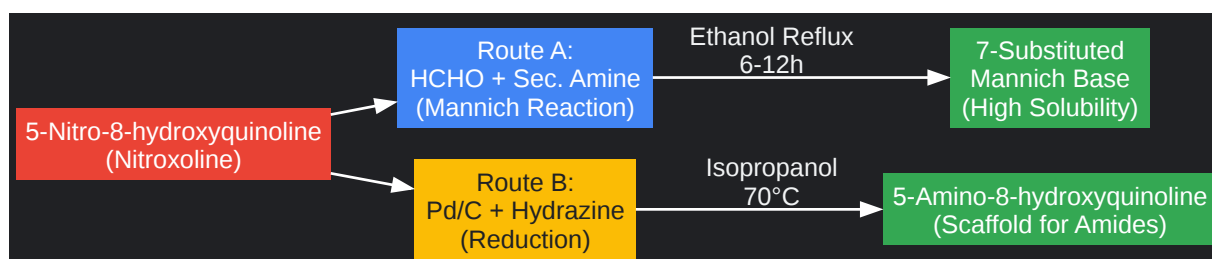 5-Nitro-8-hydroxyquinoline
(Nitroxoline)
Route A:
HCHO + Sec. Amine
(Mannich Reaction)
Ethanol Reflux
6-12h
7-Substituted
Mannich Base
(High Solubility)
Route B:
Pd/C + Hydrazine
(Reduction)
Isopropanol
70°C
5-Amino-8-hydroxyquinoline
(Scaffold for Amides)